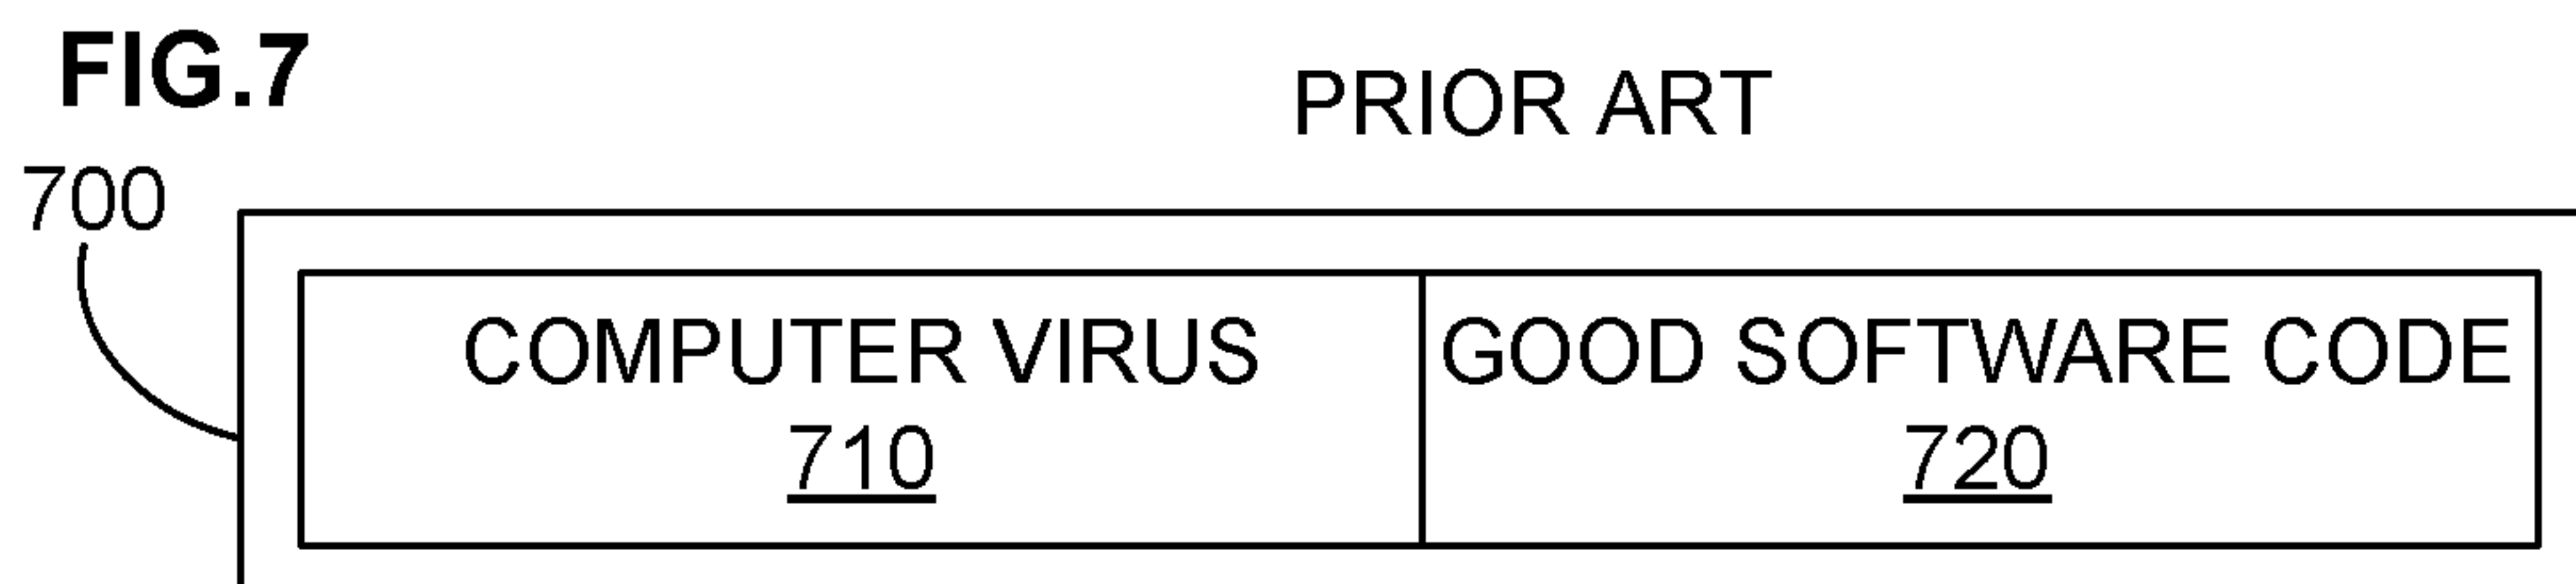 FIG.7
PRIOR ART
700
COMPUTER VIRUS
710
GOOD SOFTWARE CODE
720